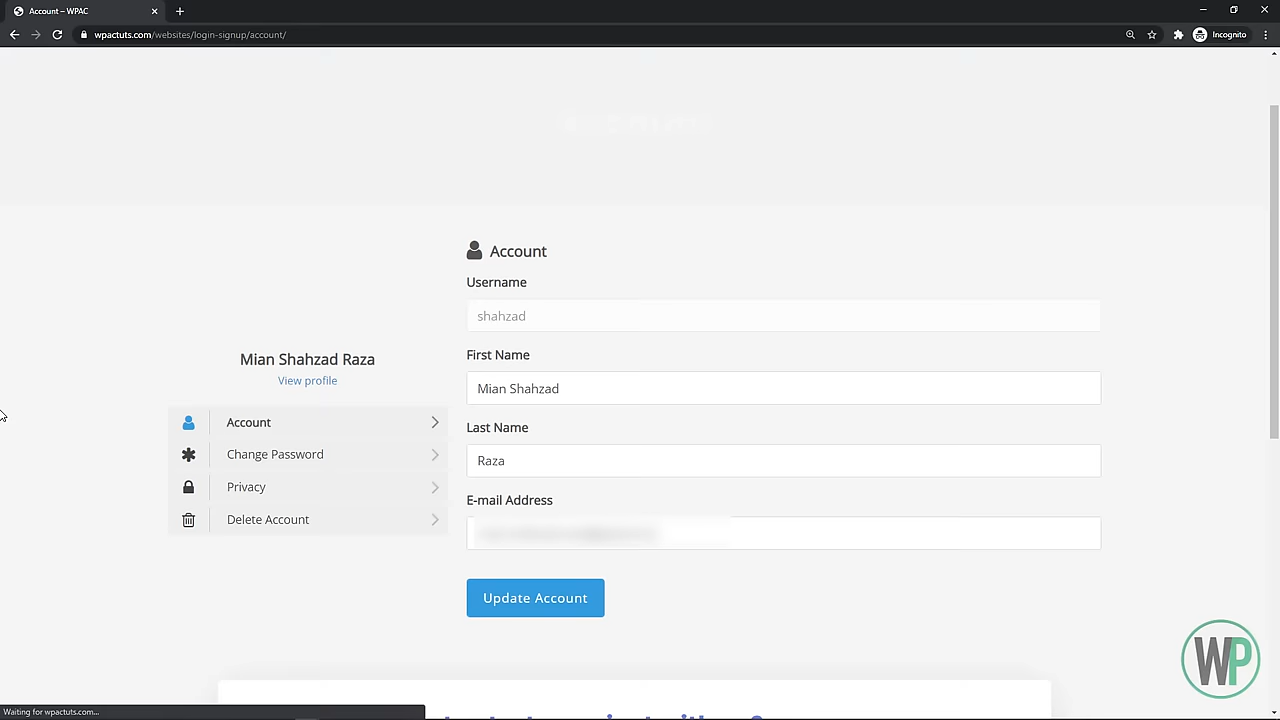 Account – WPAC
wpactuts.com/websites/login-signup/account/
Incognito
Account
Username
shahzad
First Name
Mian Shahzad
Last Name
Raza
E-mail Address
Update Account
Mian Shahzad Raza
View profile
Account
Change Password
Privacy
Delete Account
WP
Waiting for wpactuts.com...